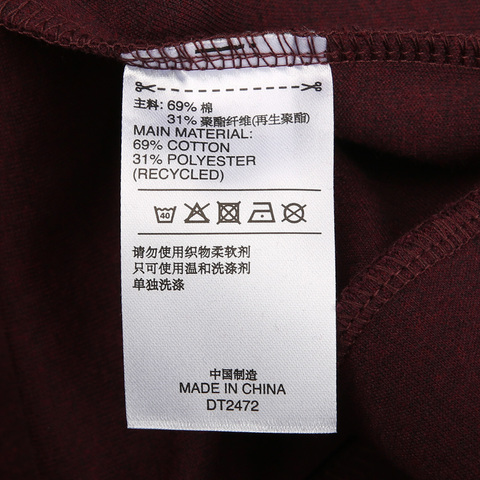 主料: 69% 棉
31% 聚酯纤维(再生聚酯)
MAIN MATERIAL:
69% COTTON
31% POLYESTER
(RECYCLED)
40
请勿使用织物柔软剂
只可使用温和洗涤剂
单独洗涤
中国制造
MADE IN CHINA
DT2472